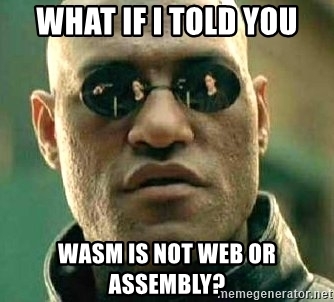 WHAT IF I TOLD YOU
WASM IS NOT WEB OR
ASSEMBLY?
memegenerator.net